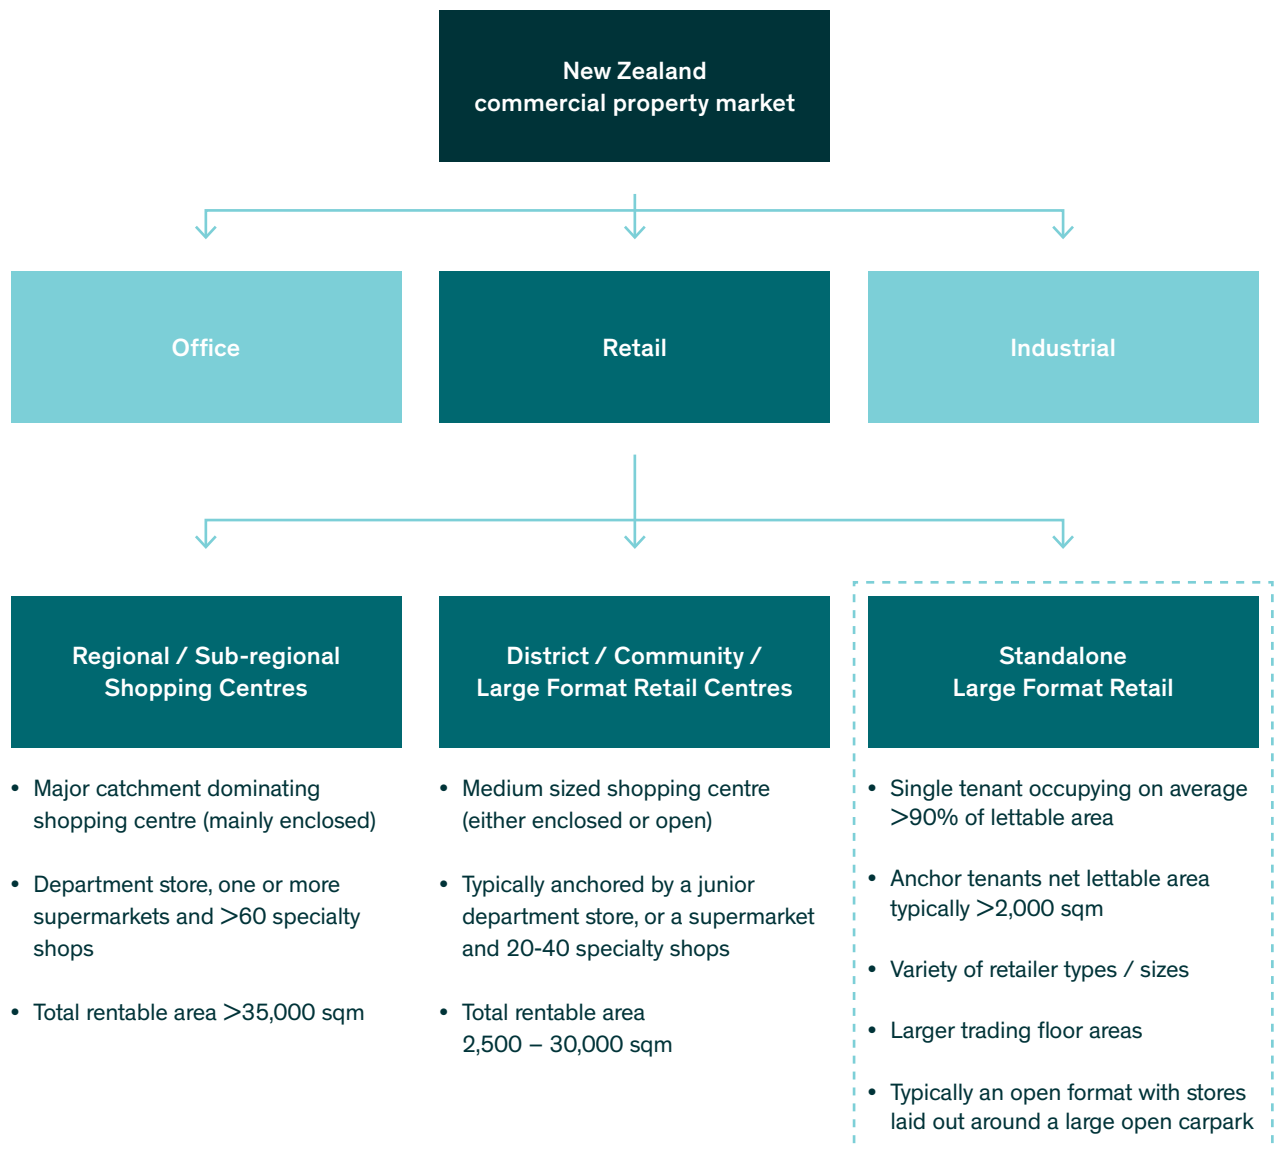 New Zealand
commercial property market
Office
Retail
Industrial
Regional / Sub-regional
Shopping Centres
• Major catchment dominating
shopping centre (mainly enclosed)
• Department store, one or more
supermarkets and >60 specialty
shops
• Total rentable area >35,000 sqm
District / Community /
Large Format Retail Centres
• Medium sized shopping centre
(either enclosed or open)
• Typically anchored by a junior
department store, or a supermarket
and 20-40 specialty shops
• Total rentable area
2,500 – 30,000 sqm
Standalone
Large Format Retail
• Single tenant occupying on average
>90% of lettable area
• Anchor tenants net lettable area
typically >2,000 sqm
• Variety of retailer types / sizes
• Larger trading floor areas
• Typically an open format with stores
laid out around a large open carpark